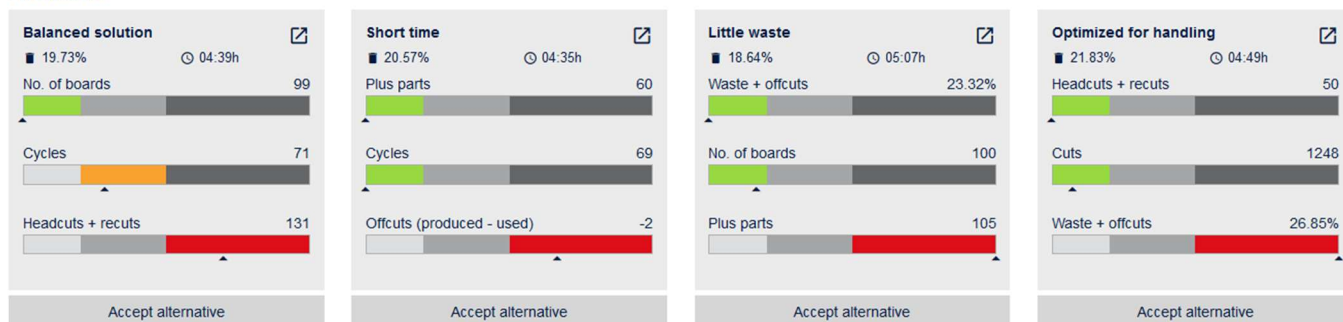 Balanced solution
19.73% 04:39h
No. of boards 99
Cycles 71
Headcuts + recuts 131
Accept alternative
Short time
20.57% 04:35h
Plus parts 60
Cycles 69
Offcuts (produced - used) -2
Accept alternative
Little waste
18.64% 05:07h
Waste + offcuts 23.32%
No. of boards 100
Plus parts 105
Accept alternative
Optimized for handling
21.83% 04:49h
Headcuts + recuts 50
Cuts 1248
Waste + offcuts 26.85%
Accept alternative